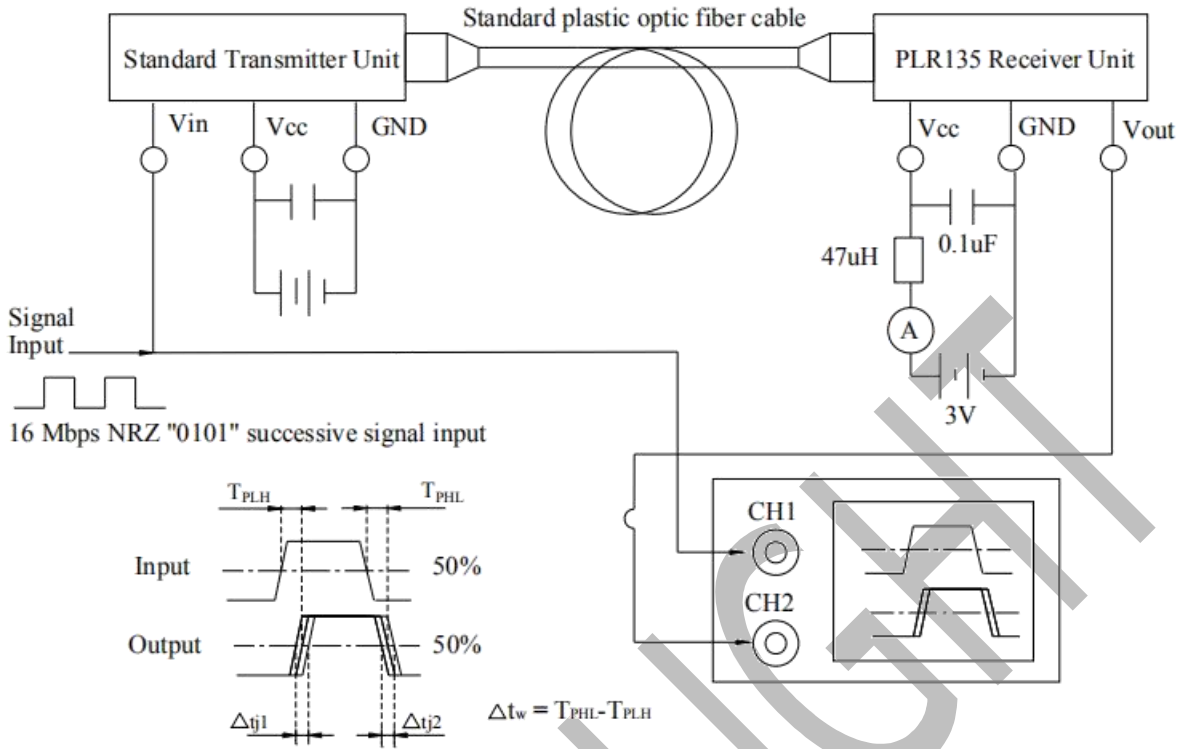 Standard plastic optic fiber cable
Standard Transmitter Unit
PLR135 Receiver Unit
Vin
Vcc
GND
Vcc
GND
Vout
47uH
0.1uF
A
3V
Signal
Input
16 Mbps NRZ "0101" successive signal input
TPLH
TPHL
Input
50%
Output
50%
△tj1
△tj2
△tw = TPHL-TPLH
CH1
CH2